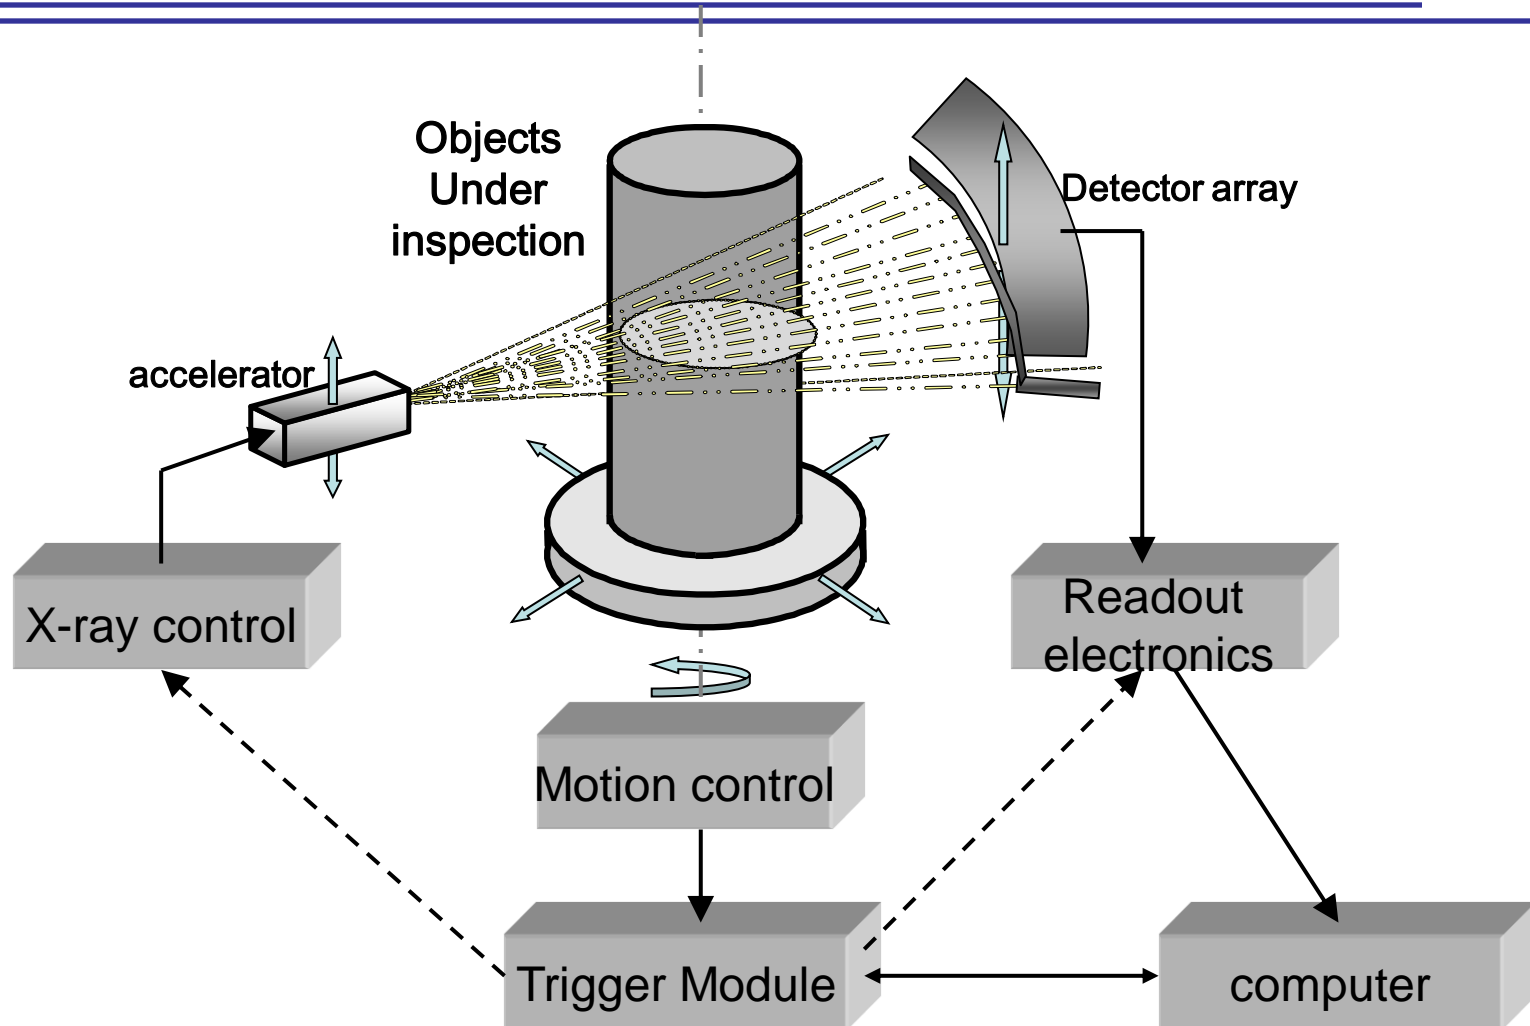 Objects
Under
inspection
Detector array
accelerator
X-ray control
Readout
electronics
Motion control
Trigger Module
computer